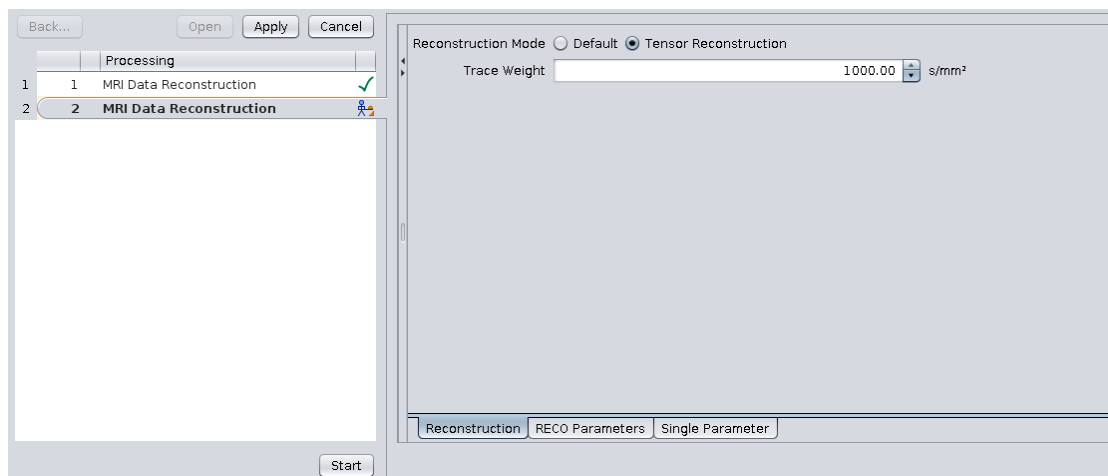 Back... Open Apply Cancel
Processing
1 1 MRI Data Reconstruction
2 2 MRI Data Reconstruction
Start
Reconstruction Mode Default Tensor Reconstruction
Trace Weight 1000.00 s/mm²
Reconstruction RECO Parameters Single Parameter